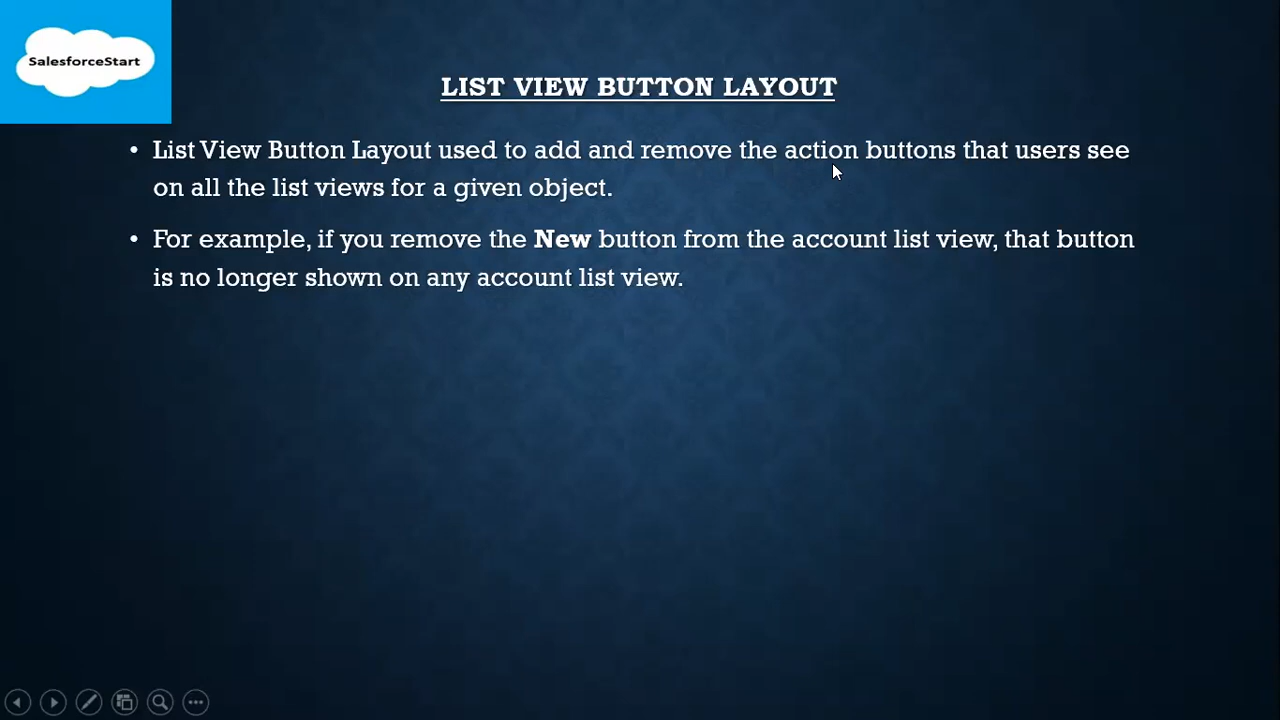 SalesforceStart
LIST VIEW BUTTON LAYOUT
• List View Button Layout used to add and remove the action buttons that users see
on all the list views for a given object.
• For example, if you remove the New button from the account list view, that button
is no longer shown on any account list view.